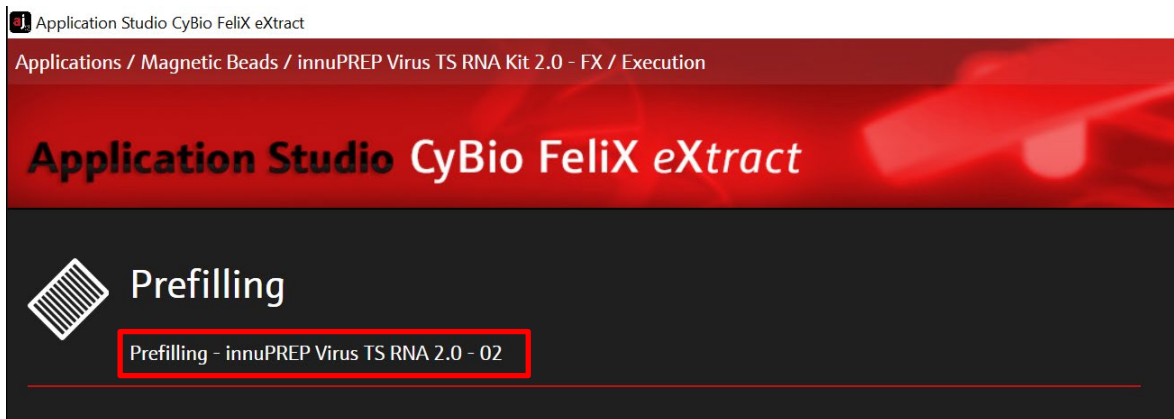 aj Application Studio CyBio FeliX eXtract
Applications / Magnetic Beads / innuPREP Virus TS RNA Kit 2.0 - FX / Execution
Application Studio CyBio FeliX eXtract
Prefilling
Prefilling - innuPREP Virus TS RNA 2.0 - 02